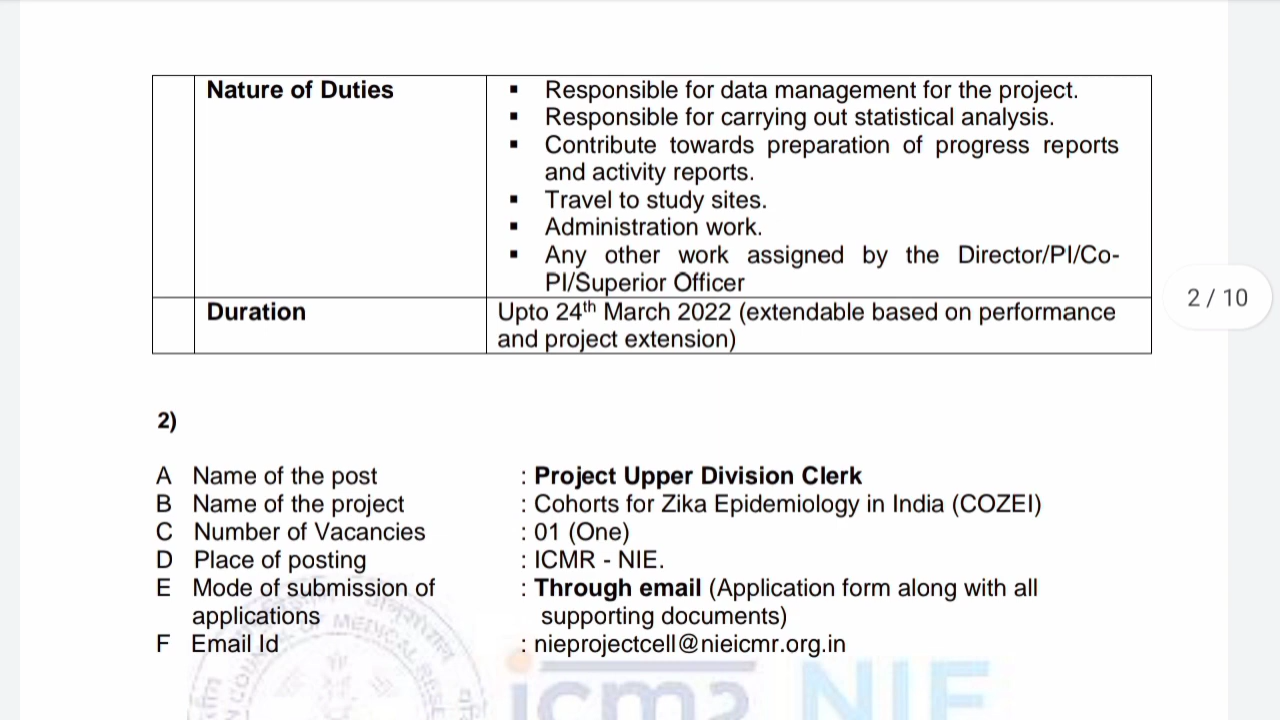 Nature of Duties
▪ Responsible for data management for the project.
▪ Responsible for carrying out statistical analysis.
▪ Contribute towards preparation of progress reports
and activity reports.
▪ Travel to study sites.
▪ Administration work.
▪ Any other work assigned by the Director/PI/Co-
PI/Superior Officer
Duration
Upto 24th March 2022 (extendable based on performance
and project extension)
2 / 10
2)
A Name of the post : Project Upper Division Clerk
B Name of the project : Cohorts for Zika Epidemiology in India (COZEI)
C Number of Vacancies : 01 (One)
D Place of posting : ICMR - NIE.
E Mode of submission of : Through email (Application form along with all
applications supporting documents)
F Email Id : nieprojectcell@nieicmr.org.in
icmr NIE